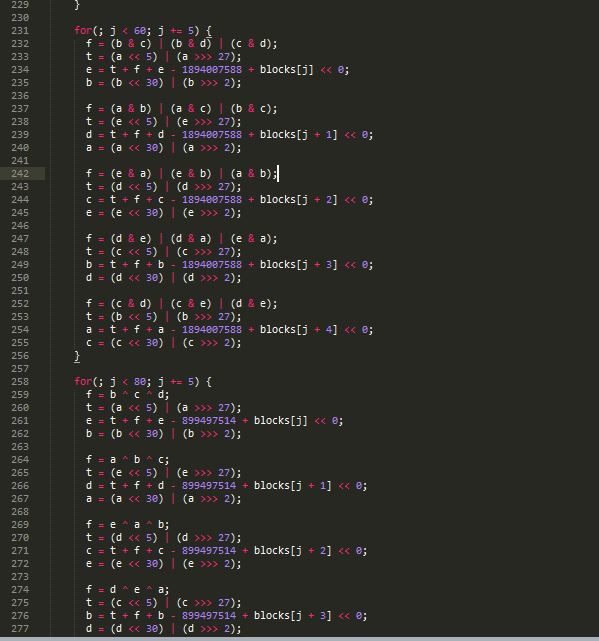 229 }
230
231 for(; j < 60; j += 5) {
232 f = (b & c) | (b & d) | (c & d);
233 t = (a << 5) | (a >>> 27);
234 e = t + f + e - 1894007588 + blocks[j] << 0;
235 b = (b << 30) | (b >>> 2);
236
237 f = (a & b) | (a & c) | (b & c);
238 t = (e << 5) | (e >>> 27);
239 d = t + f + d - 1894007588 + blocks[j + 1] << 0;
240 a = (a << 30) | (a >>> 2);
241
242 f = (e & a) | (e & b) | (a & b);
243 t = (d << 5) | (d >>> 27);
244 c = t + f + c - 1894007588 + blocks[j + 2] << 0;
245 e = (e << 30) | (e >>> 2);
246
247 f = (d & e) | (d & a) | (e & a);
248 t = (c << 5) | (c >>> 27);
249 b = t + f + b - 1894007588 + blocks[j + 3] << 0;
250 d = (d << 30) | (d >>> 2);
251
252 f = (c & d) | (c & e) | (d & e);
253 t = (b << 5) | (b >>> 27);
254 a = t + f + a - 1894007588 + blocks[j + 4] << 0;
255 c = (c << 30) | (c >>> 2);
256 }
257
258 for(; j < 80; j += 5) {
259 f = b ^ c ^ d;
260 t = (a << 5) | (a >>> 27);
261 e = t + f + e - 899497514 + blocks[j] << 0;
262 b = (b << 30) | (b >>> 2);
263
264 f = a ^ b ^ c;
265 t = (e << 5) | (e >>> 27);
266 d = t + f + d - 899497514 + blocks[j + 1] << 0;
267 a = (a << 30) | (a >>> 2);
268
269 f = e ^ a ^ b;
270 t = (d << 5) | (d >>> 27);
271 c = t + f + c - 899497514 + blocks[j + 2] << 0;
272 e = (e << 30) | (e >>> 2);
273
274 f = d ^ e ^ a;
275 t = (c << 5) | (c >>> 27);
276 b = t + f + b - 899497514 + blocks[j + 3] << 0;
277 d = (d << 30) | (d >>> 2);